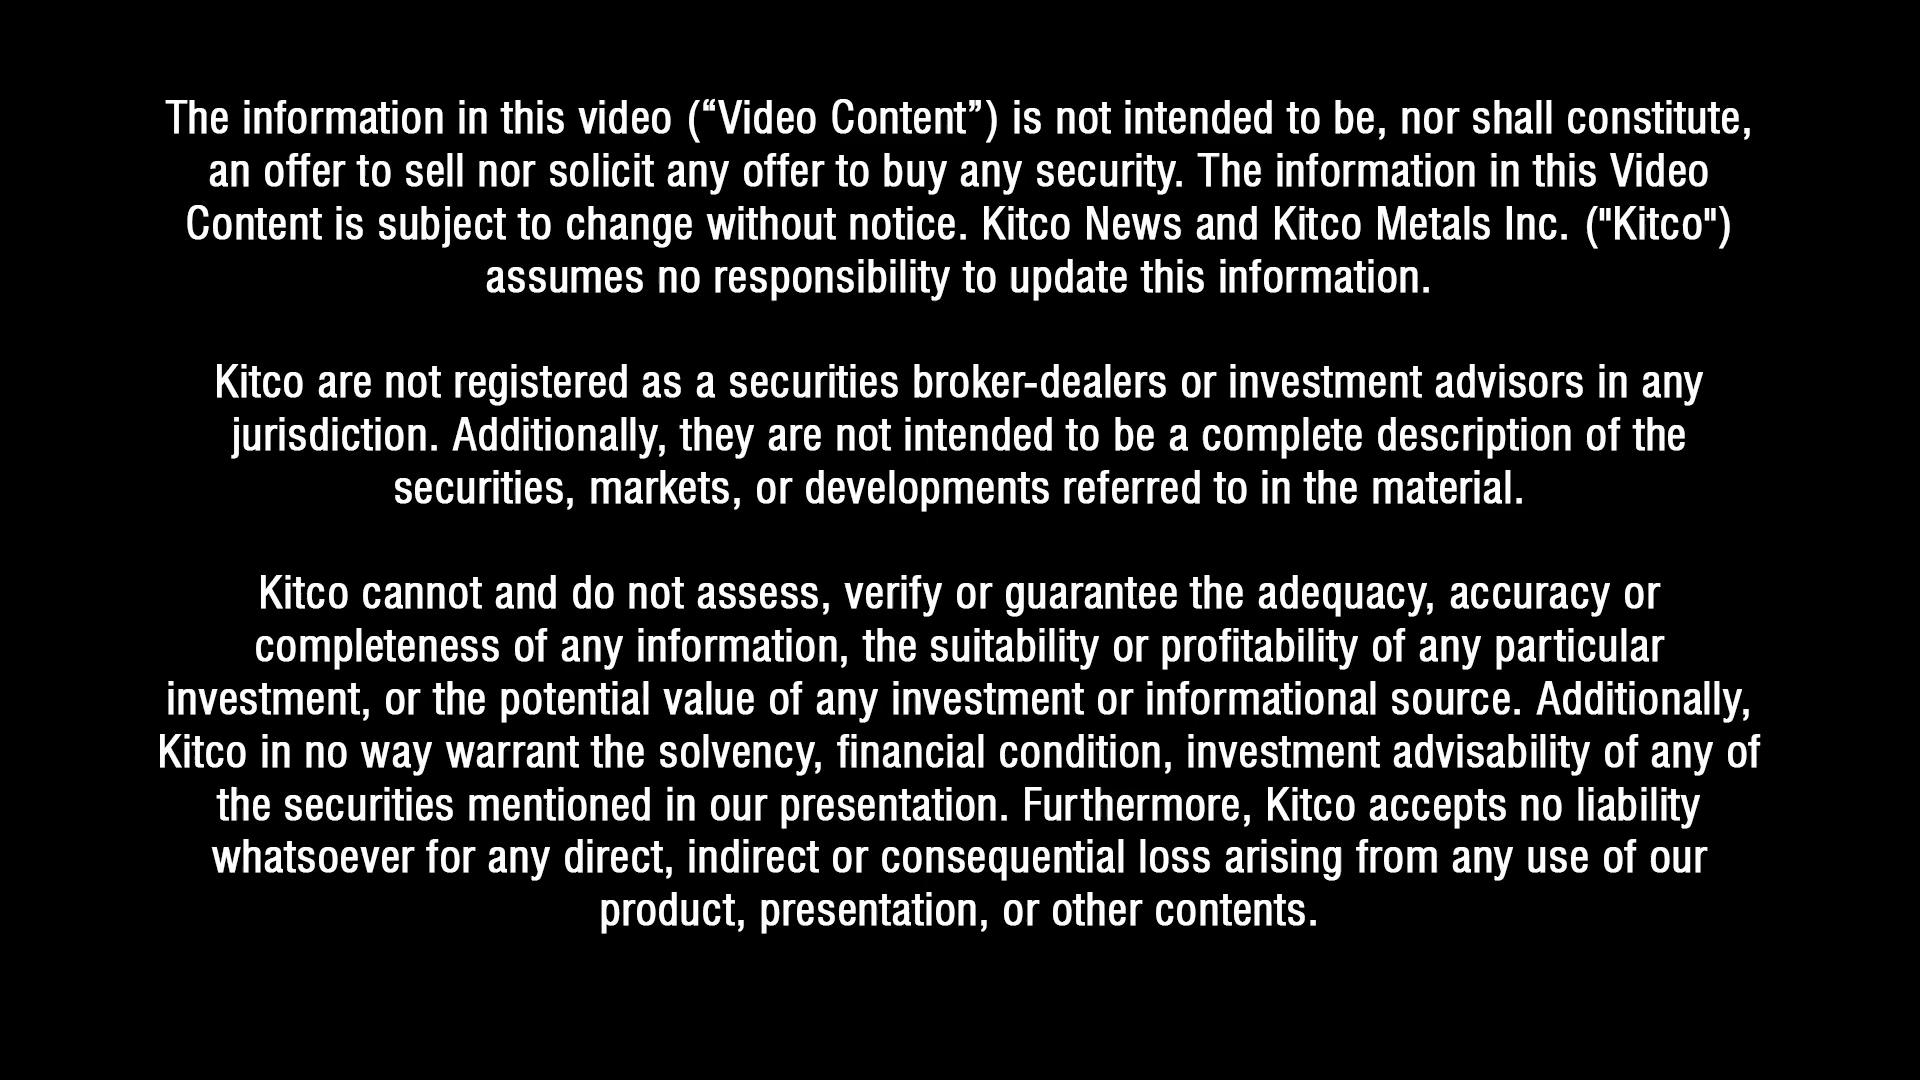 The information in this video (“Video Content”) is not intended to be, nor shall constitute,
an offer to sell nor solicit any offer to buy any security. The information in this Video
Content is subject to change without notice. Kitco News and Kitco Metals Inc. ("Kitco")
assumes no responsibility to update this information.
Kitco are not registered as a securities broker-dealers or investment advisors in any
jurisdiction. Additionally, they are not intended to be a complete description of the
securities, markets, or developments referred to in the material.
Kitco cannot and do not assess, verify or guarantee the adequacy, accuracy or
completeness of any information, the suitability or profitability of any particular
investment, or the potential value of any investment or informational source. Additionally,
Kitco in no way warrant the solvency, financial condition, investment advisability of any of
the securities mentioned in our presentation. Furthermore, Kitco accepts no liability
whatsoever for any direct, indirect or consequential loss arising from any use of our
product, presentation, or other contents.